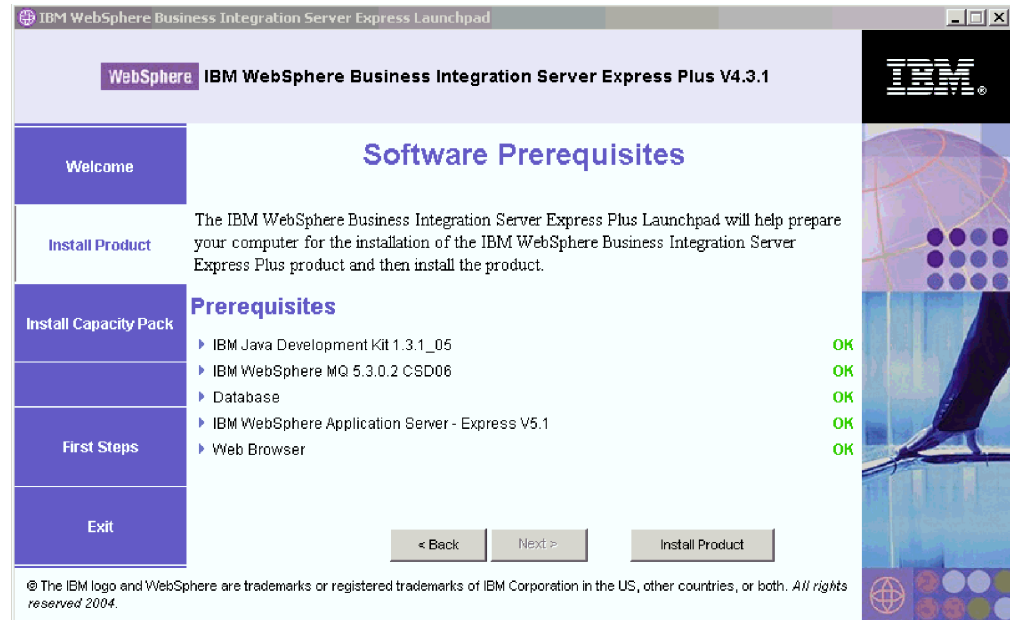 IBM WebSphere Business Integration Server Express Launchpad
WebSphere. IBM WebSphere Business Integration Server Express Plus V4.3.1
IBM®
Welcome
Install Product
Install Capacity Pack
First Steps
Exit
Software Prerequisites
The IBM WebSphere Business Integration Server Express Plus Launchpad will help prepare
your computer for the installation of the IBM WebSphere Business Integration Server
Express Plus product and then install the product.
Prerequisites
IBM Java Development Kit 1.3.1_05 OK
IBM WebSphere MQ 5.3.0.2 CSD06 OK
Database OK
IBM WebSphere Application Server - Express V5.1 OK
Web Browser OK
< Back Next > Install Product
© The IBM logo and WebSphere are trademarks or registered trademarks of IBM Corporation in the US, other countries, or both. All rights
reserved 2004.